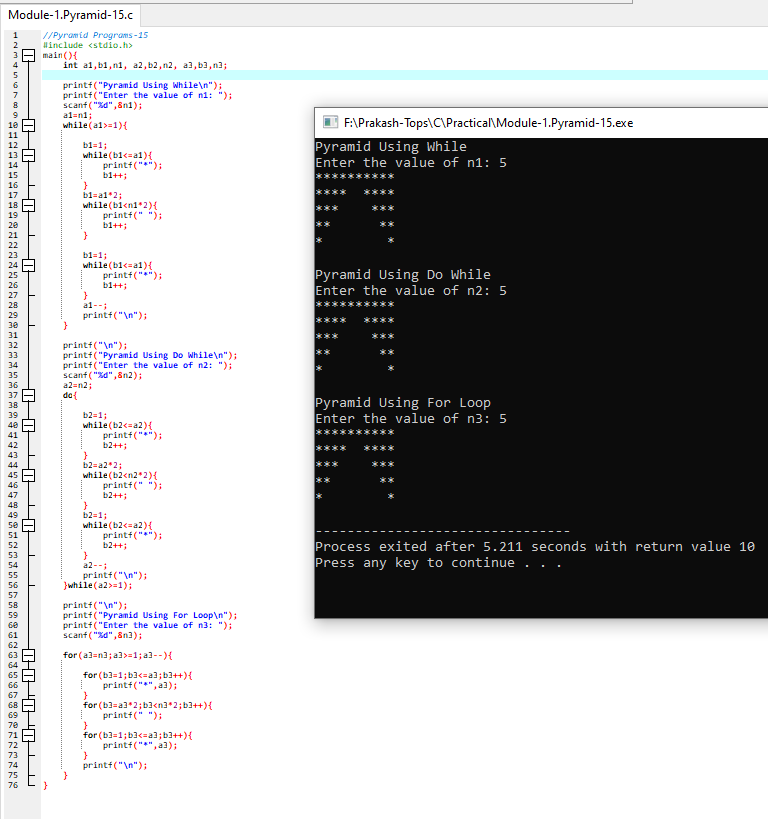 Module-1.Pyramid-15.c
1 //Pyramid Programs-15
2 #include <stdio.h>
3 main(){
4 int a1,b1,n1, a2,b2,n2, a3,b3,n3;
5
6 printf("Pyramid Using While\n");
7 printf("Enter the value of n1: ");
8 scanf("%d",&n1);
9 a1=n1;
10 while(a1>=1){
11
12 b1=1;
13 while(b1<=a1){
14 printf("*");
15 b1++;
16 }
17 b1=a1*2;
18 while(b1<n1*2){
19 printf(" ");
20 b1++;
21 }
22
23 b1=1;
24 while(b1<=a1){
25 printf("*");
26 b1++;
27 }
28 a1--;
29 printf("\n");
30 }
31
32 printf("\n");
33 printf("Pyramid Using Do While\n");
34 printf("Enter the value of n2: ");
35 scanf("%d",&n2);
36 a2=n2;
37 do{
38
39 b2=1;
40 while(b2<=a2){
41 printf("*");
42 b2++;
43 }
44 b2=a2*2;
45 while(b2<n2*2){
46 printf(" ");
47 b2++;
48 }
49 b2=1;
50 while(b2<=a2){
51 printf("*");
52 b2++;
53 }
54 a2--;
55 printf("\n");
56 }while(a2>=1);
57
58 printf("\n");
59 printf("Pyramid Using For Loop\n");
60 printf("Enter the value of n3: ");
61 scanf("%d",&n3);
62
63 for(a3=n3;a3>=1;a3--){
64
65 for(b3=1;b3<=a3;b3++){
66 printf("*",a3);
67 }
68 for(b3=a3*2;b3<n3*2;b3++){
69 printf(" ");
70 }
71 for(b3=1;b3<=a3;b3++){
72 printf("*",a3);
73 }
74 printf("\n");
75 }
76 }
F:\Prakash-Tops\C\Practical\Module-1.Pyramid-15.exe
Pyramid Using While
Enter the value of n1: 5
**********
****  ****
***    ***
**      **
*        *
Pyramid Using Do While
Enter the value of n2: 5
**********
****  ****
***    ***
**      **
*        *
Pyramid Using For Loop
Enter the value of n3: 5
**********
****  ****
***    ***
**      **
*        *
--------------------------------
Process exited after 5.211 seconds with return value 10
Press any key to continue . . .